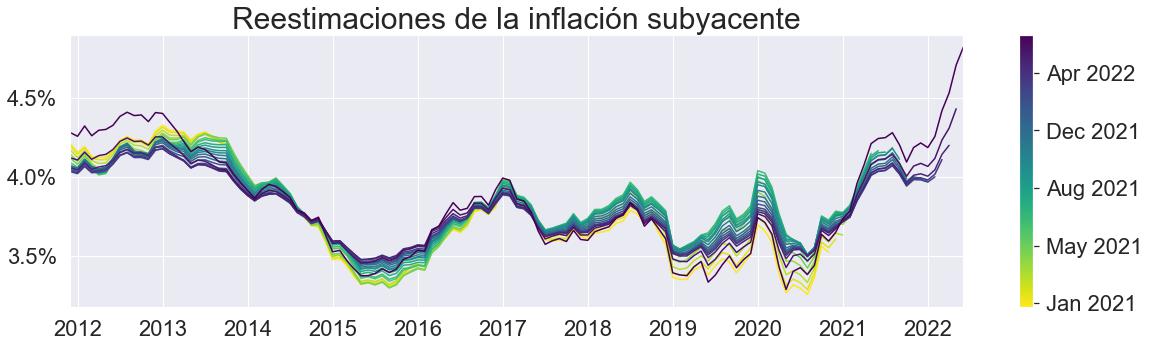 Reestimaciones de la inflación subyacente
4.5%
4.0%
3.5%
2012 2013 2014 2015 2016 2017 2018 2019 2020 2021 2022
Apr 2022
Dec 2021
Aug 2021
May 2021
Jan 2021